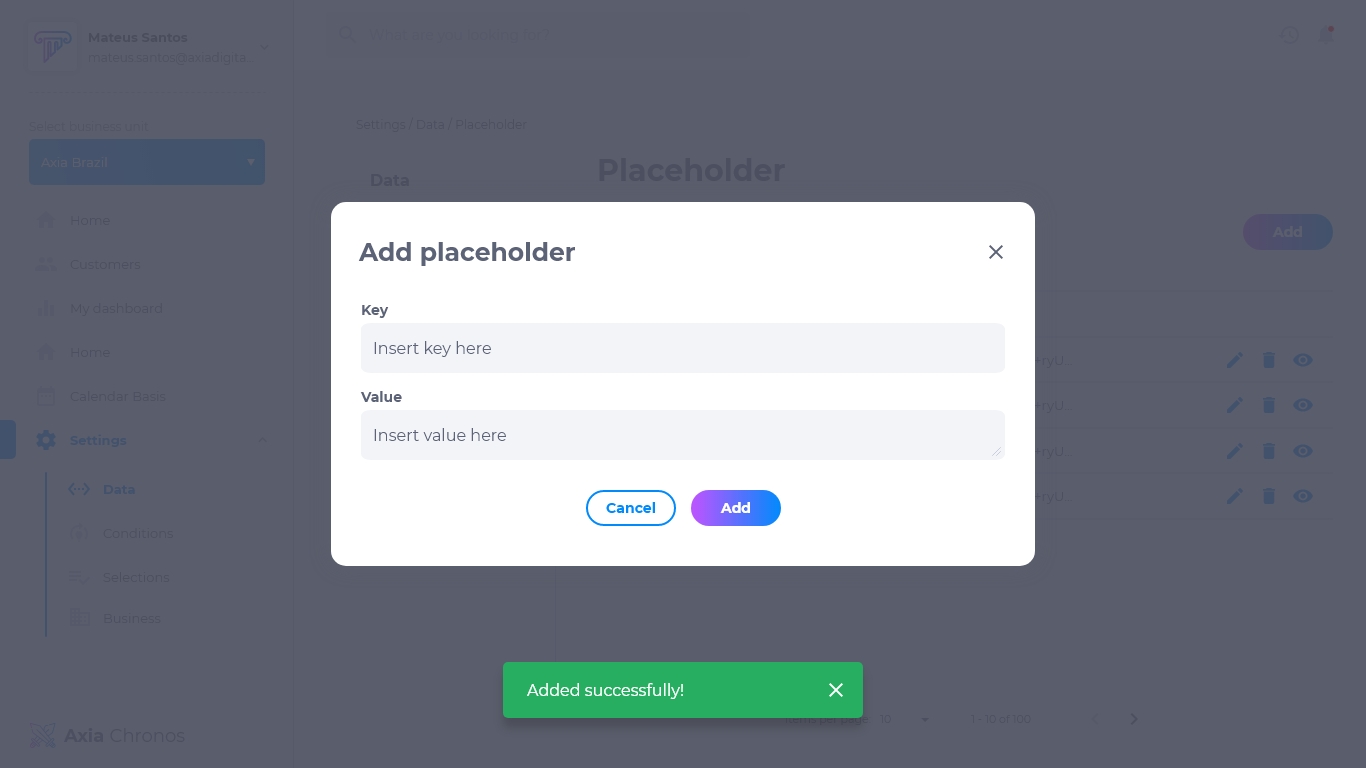 Mateus Santos
mateus.santos@axiadigita...
What are you looking for?
Select business unit
Axia Brazil
Home
Customers
My dashboard
Home
Calendar Basis
Settings
Data
Conditions
Selections
Business
Axia Chronos
Settings / Data / Placeholder
Data
Placeholder
Add
Add placeholder
Key
Insert key here
Value
Insert value here
Cancel
Add
+ryU...
+ryU...
+ryU...
+ryU...
Added successfully!
Items per page 10
1 - 10 of 100